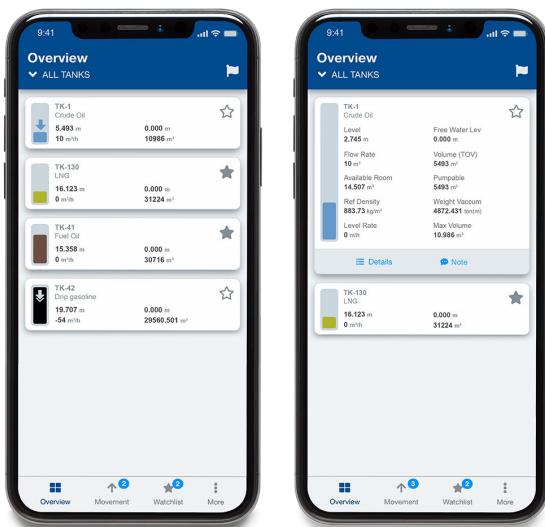 9:41
Overview
ALL TANKS
TK-1
Crude Oil
5.493 m 0.000 m
10 m³/h 10986 m³
TK-130
LNG
16.123 m 0.000 m
0 m³/h 31224 m³
TK-41
Fuel Oil
15.358 m 0.000 m
0 m³/h 30716 m³
TK-42
Drip gasoline
19.707 m 0.000 m
-54 m³/h 29560.501 m³
Overview Movement 2 Watchlist 2 More
9:41
Overview
ALL TANKS
TK-1
Crude Oil
Level Free Water Lev
2.745 m 0.000 m
Flow Rate Volume (TOV)
10 m³ 5493 m³
Available Room Pumpable
14.507 m³ 5493 m³
Ref Density Weight Vaccum
883.73 kg/m³ 4872.431 ton(m)
Level Rate Max Volume
0 m/h 10.986 m³
Details Note
TK-130
LNG
16.123 m 0.000 m
0 m³/h 31224 m³
Overview Movement 3 Watchlist 2 More